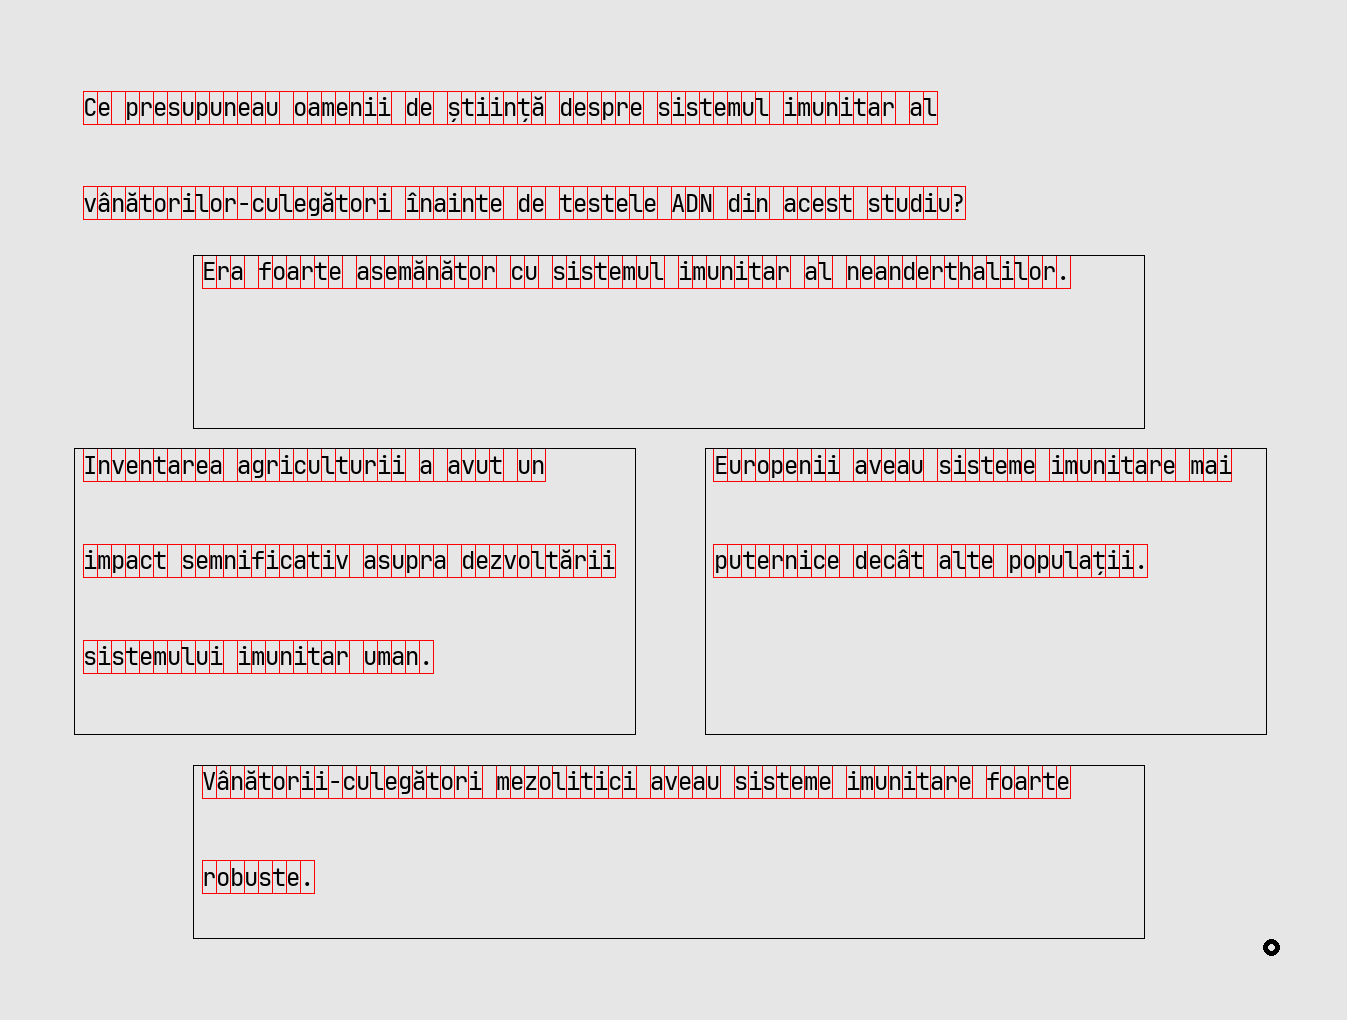 Ce presupuneau oamenii de știință despre sistemul imunitar al
vânătorilor-culegători înainte de testele ADN din acest studiu?
Era foarte asemănător cu sistemul imunitar al neanderthalilor.
Inventarea agriculturii a avut un
impact semnificativ asupra dezvoltării
sistemului imunitar uman.
Europenii aveau sisteme imunitare mai
puternice decât alte populații.
Vânătorii-culegători mezolitici aveau sisteme imunitare foarte
robuste.